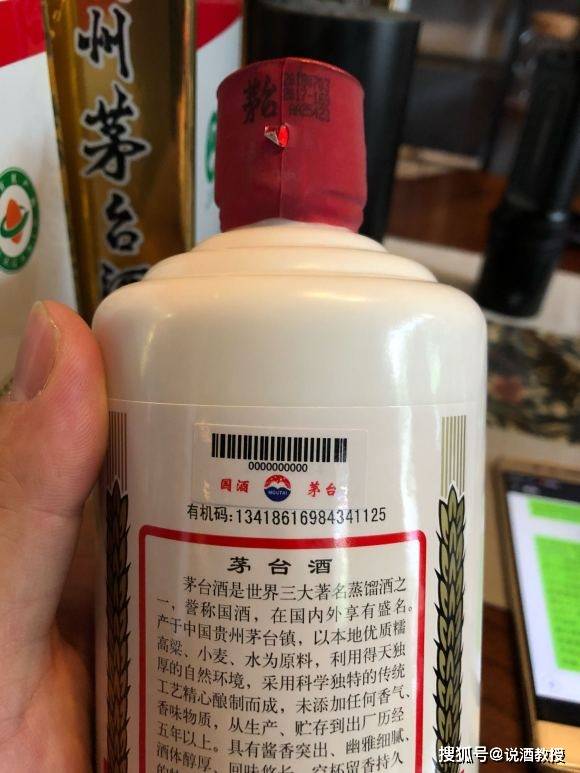 州茅台酒
茅台
0000000000
国酒
MOUTAI
茅台
有机码:13418616984341125
茅台酒
茅台酒是世界三大著名蒸馏酒之
一，誉称国酒，在国内外享有盛名。
产于中国贵州茅台镇，以本地优质糯
高粱、小麦、水为原料，利用得天独
厚的自然环境，采用科学独特的传统
工艺精心酿制而成，未添加任何香气、
香味物质，从生产、贮存到出厂历经
五年以上。具有酱香突出、幽雅细腻、
酒体醇厚、回味悠长、空杯留香持久
搜狐号@说酒教授